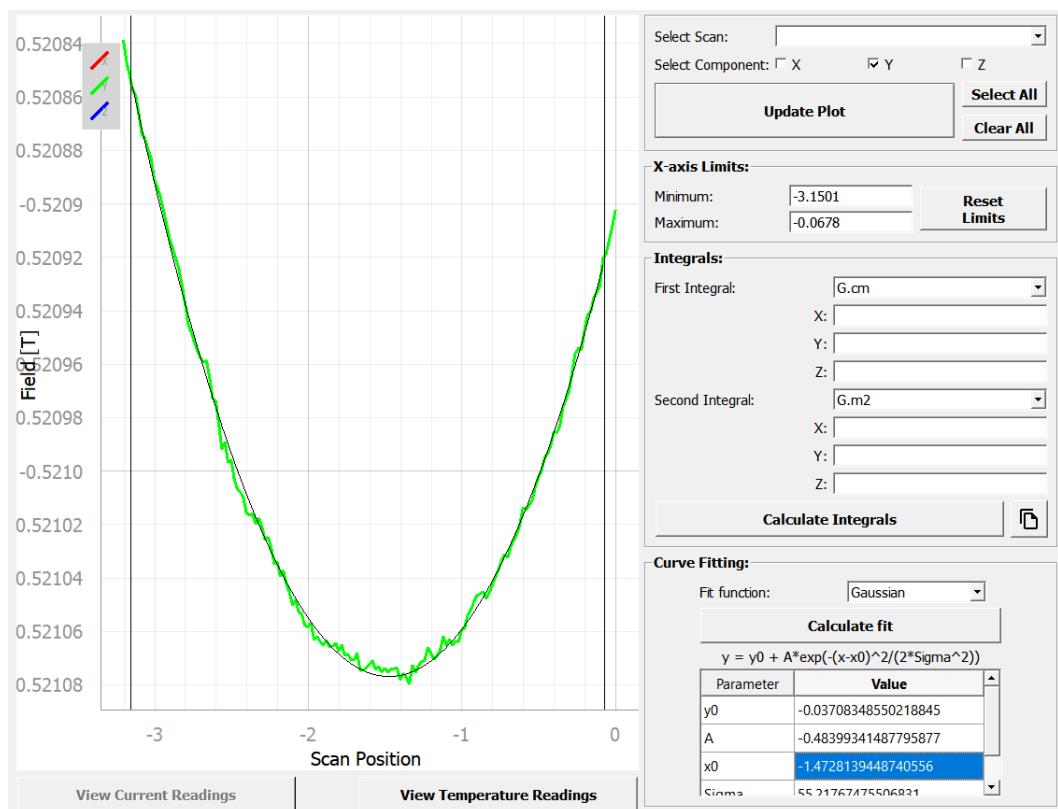 0.52084
0.52086
0.52088
-0.5209
0.52092
0.52094
0.52096
0.52098
-0.5210
0.52102
0.52104
0.52106
0.52108
Field [T]
X
Y
Z
-3
-2
-1
0
Scan Position
View Current Readings
View Temperature Readings
Select Scan:
Select Component: X Y Z
Update Plot
Select All
Clear All
X-axis Limits:
Minimum: -3.1501
Maximum: -0.0678
Reset
Limits
Integrals:
First Integral: G.cm
X:
Y:
Z:
Second Integral: G.m2
X:
Y:
Z:
Calculate Integrals
Curve Fitting:
Fit function: Gaussian
Calculate fit
y = y0 + A*exp(-(x-x0)^2/(2*Sigma^2))
Parameter Value
y0 -0.03708348550218845
A -0.48399341487795877
x0 -1.4728139448740556
Sigma 55.21767475506831